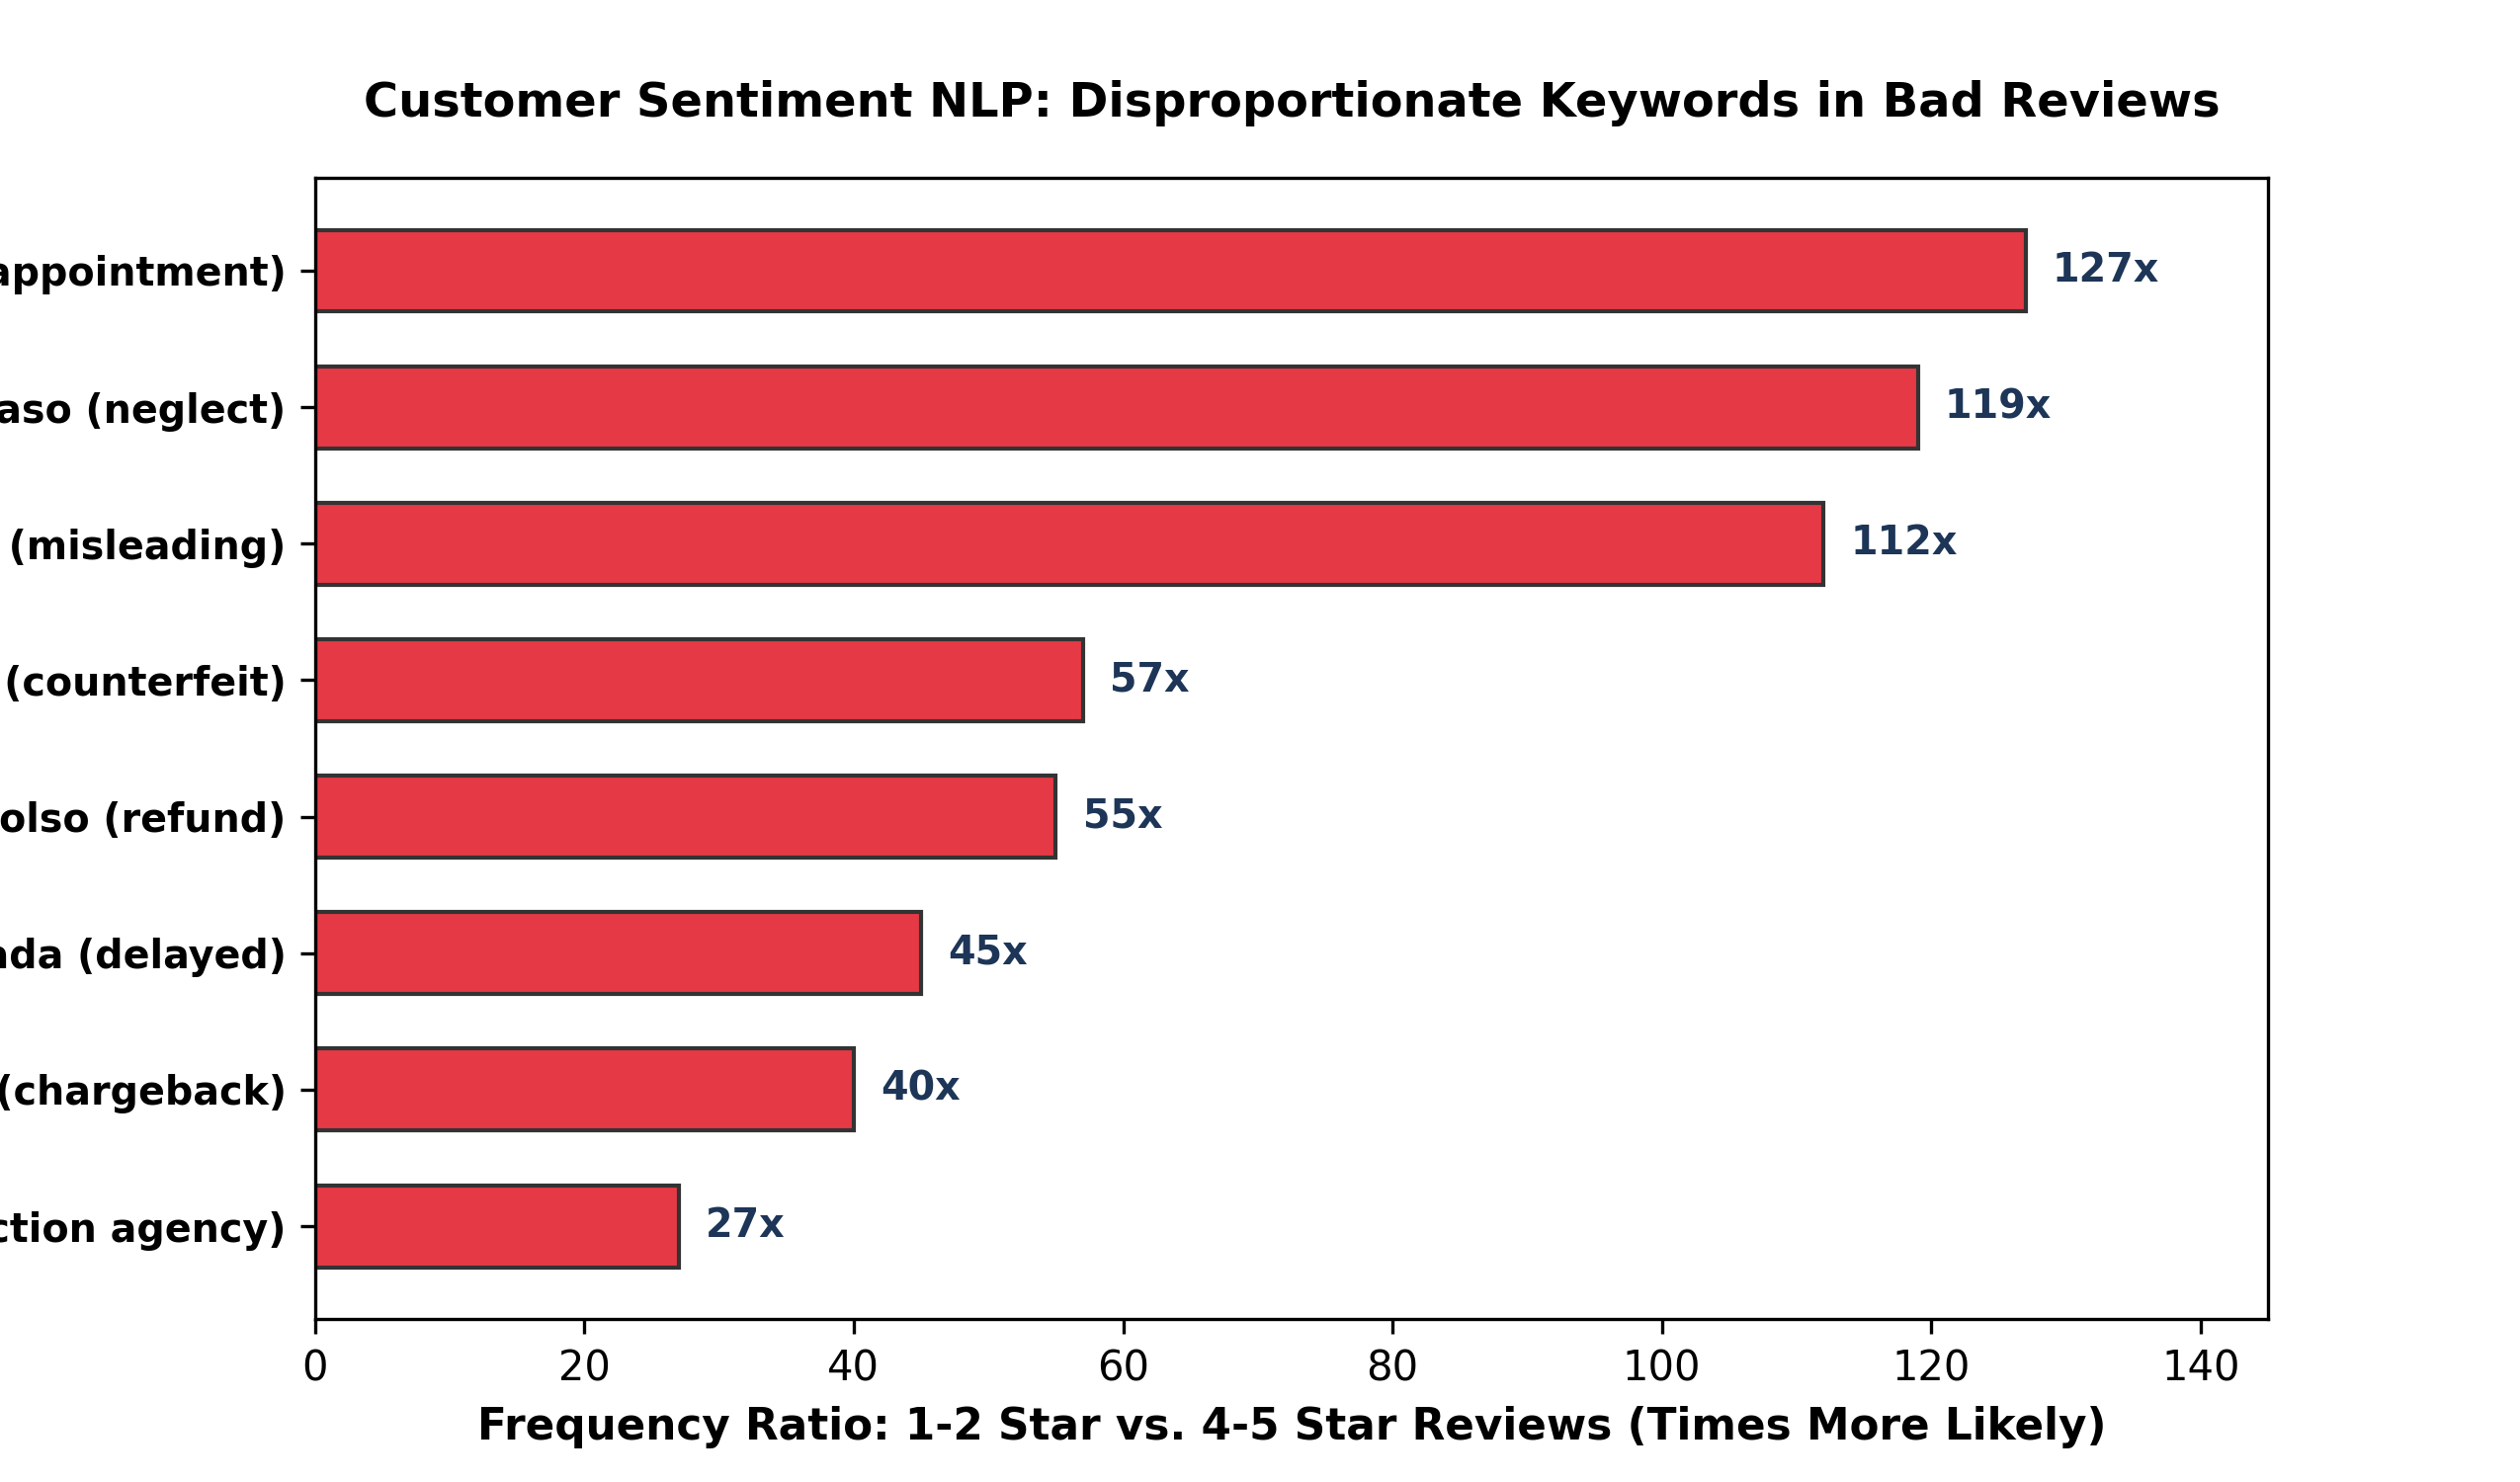 Customer Sentiment NLP: Disproportionate Keywords in Bad Reviews
appointment) 127x
aso (neglect) 119x
(misleading) 112x
(counterfeit) 57x
olso (refund) 55x
ada (delayed) 45x
(chargeback) 40x
ction agency) 27x
0 20 40 60 80 100 120 140
Frequency Ratio: 1-2 Star vs. 4-5 Star Reviews (Times More Likely)